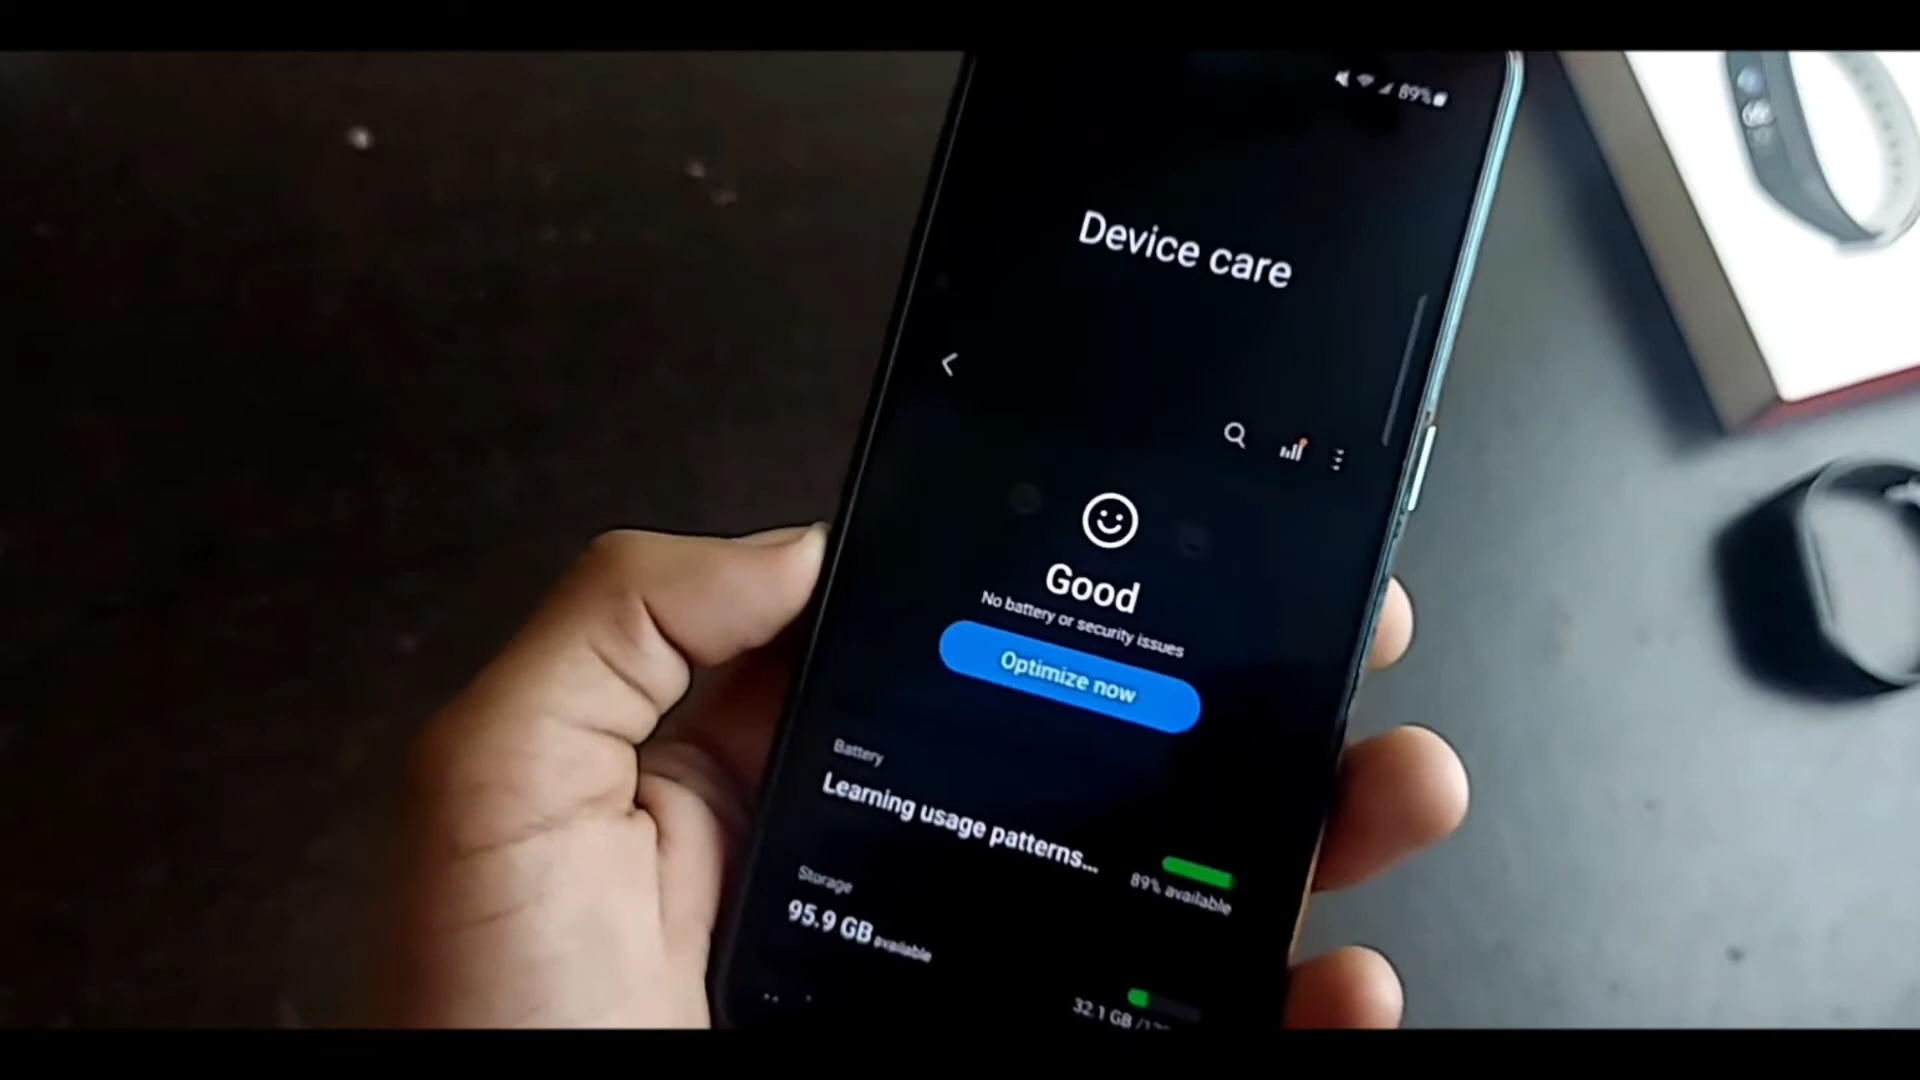 89%
Device care
Good
No battery or security issues
Optimize now
Battery
Learning usage patterns...
89% available
Storage
95.9 GB available
32.1 GB